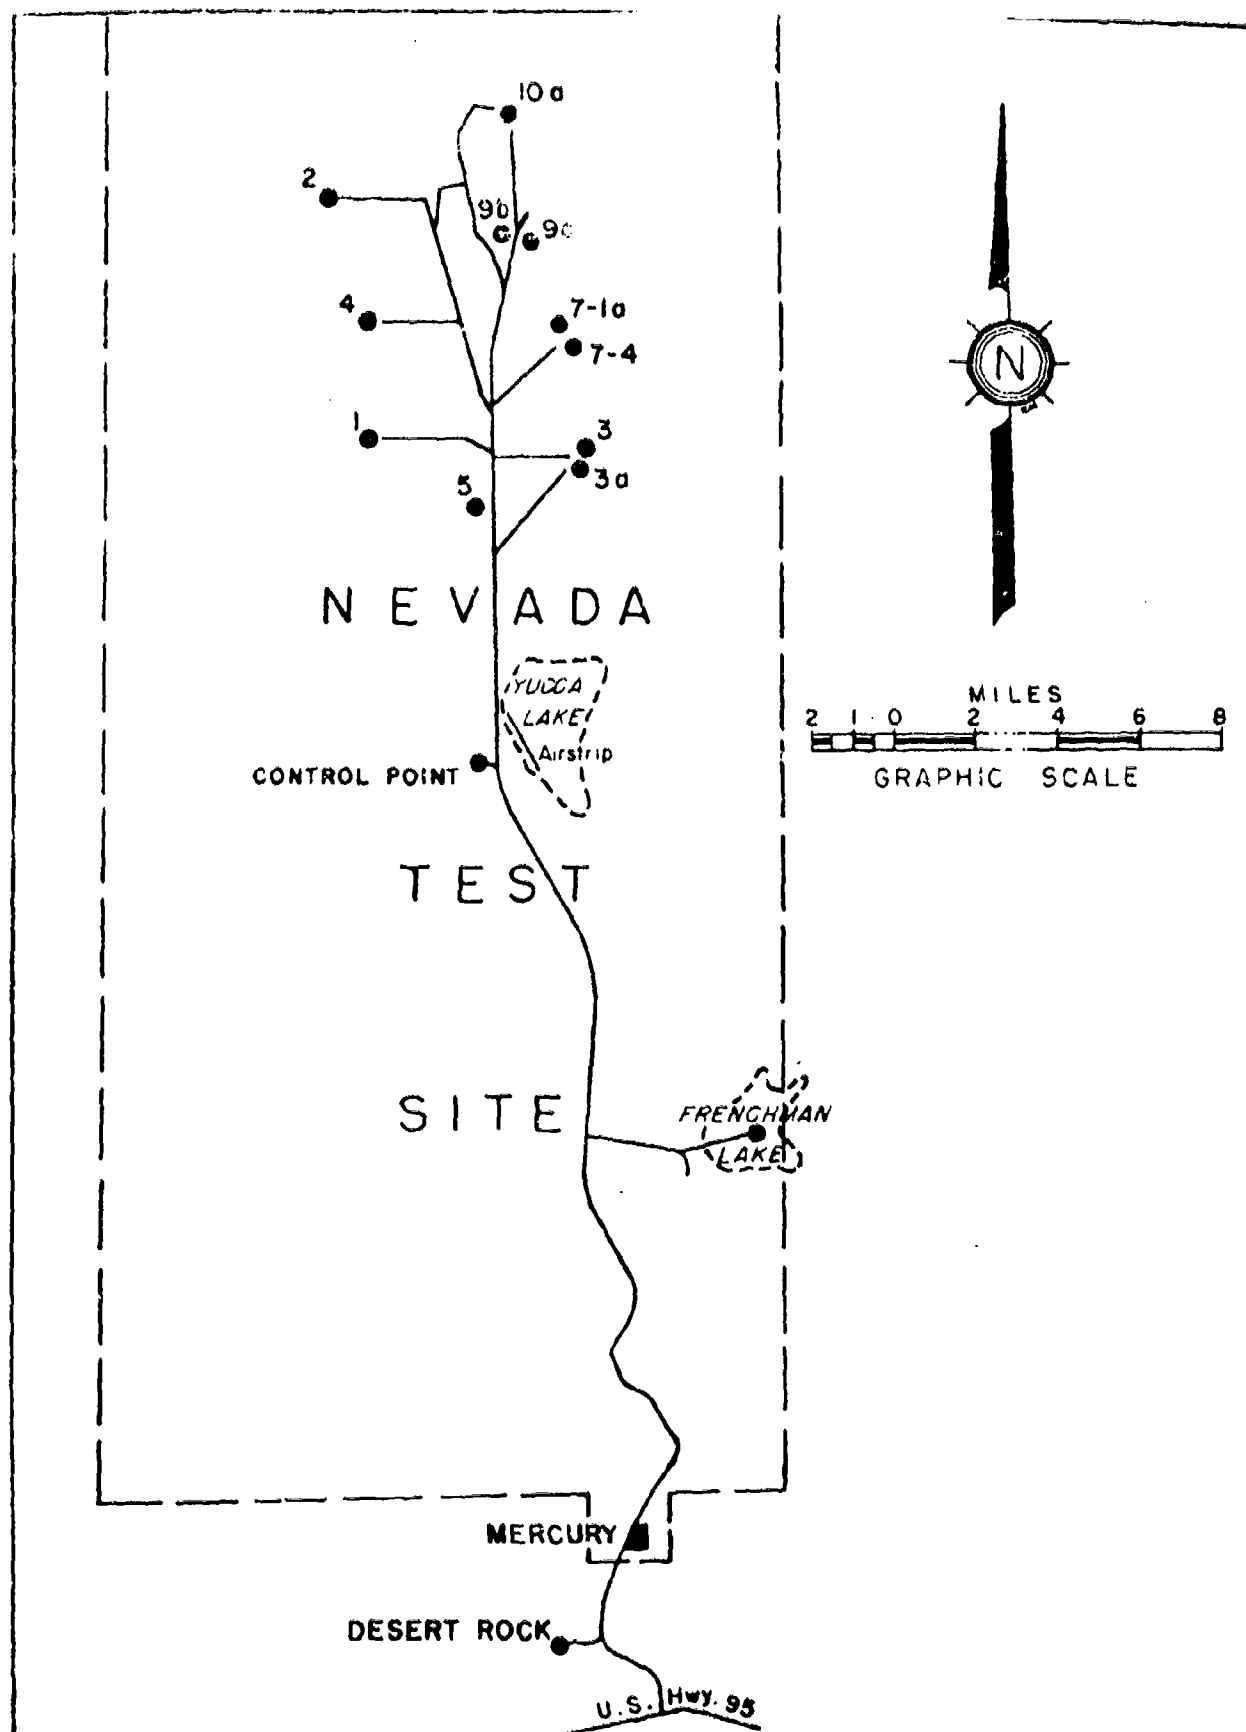 10a
2
9b
9c
4
7-1a
7-4
1
3
3a
5
N
NEVADA
YUCCA
LAKE
Airstrip
CONTROL POINT
MILES
2 1 0 2 4 6 8
GRAPHIC SCALE
TEST
SITE
FRENCHMAN
LAKE
MERCURY
DESERT ROCK
U.S. Hwy. 95